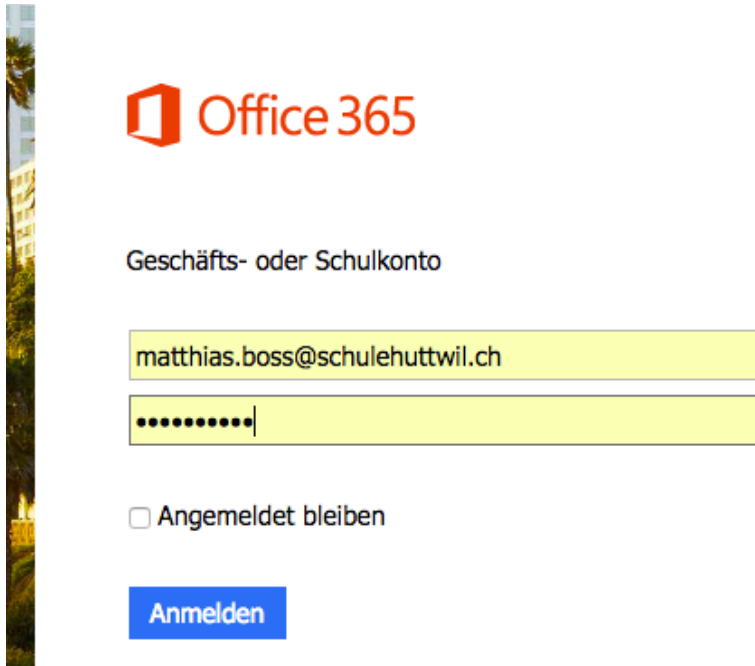 Office 365
Geschäfts- oder Schulkonto
matthias.boss@schulehuttwil.ch
••••••••••
Angemeldet bleiben
Anmelden